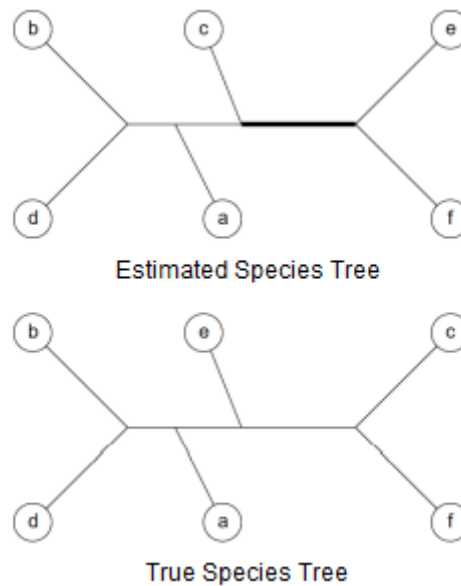 b c e
d a f
Estimated Species Tree
b e c
d a f
True Species Tree